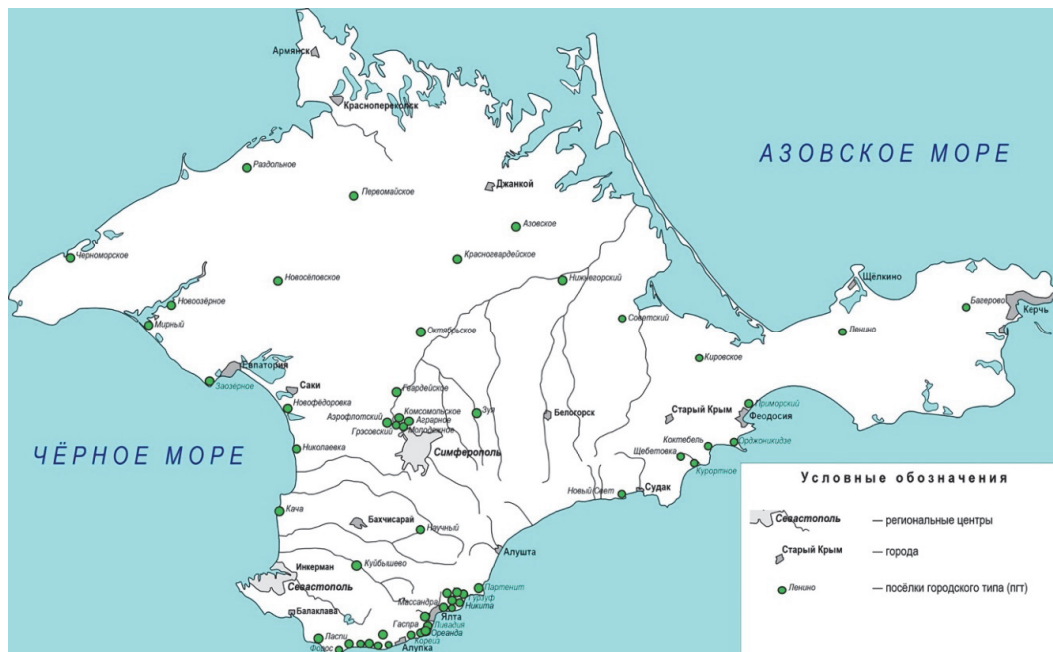 Армянск
Красноперекопск
Раздольное
Первомайское
Джанкой
АЗОВСКОЕ МОРЕ
Азовское
Черноморское
Красногвардейское
Новосёловское
Нижнегорский
Щёлкино
Новоозёрное
Багерово
Керчь
Мирный
Октябрьское
Советский
Ленино
Кировское
Евпатория
Заозерное
Саки
Гвардейское
Новофёдоровка
Комсомольское
Зуя
Белогорск
Старый Крым
Приморский
Феодосия
Аэрофлотский
Аграрное
Грэсовский
Молодежное
Орджоникидзе
Коктебель
ЧЁРНОЕ МОРЕ
Николаевка
Симферополь
Щебетовка
Курортное
Новый Свет
Судак
Кача
Бахчисарай
Научный
Алушта
Инкерман
Куйбышево
Севастополь
Партенит
Гурзуф
Массандра
Никита
Балаклава
Ялта
Гаспра
Ливадия
Ореанда
Ласпи
Кореиз
Форос
Алупка
Условные обозначения
Севастополь — региональные центры
Старый Крым — города
Ленино — посёлки городского типа (пгт)